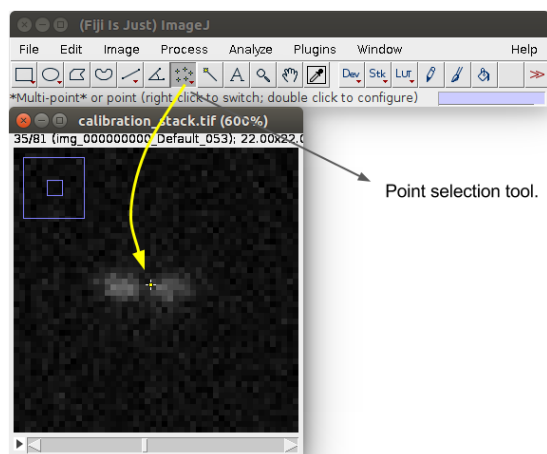 (Fiji Is Just) ImageJ
File Edit Image Process Analyze Plugins Window Help
A Dev Stk LUT >>
*Multi-point* or point (right click to switch; double click to configure)
calibration_stack.tif (600%)
35/81 (img_000000000_Default_053); 22.00x22.0
Point selection tool.